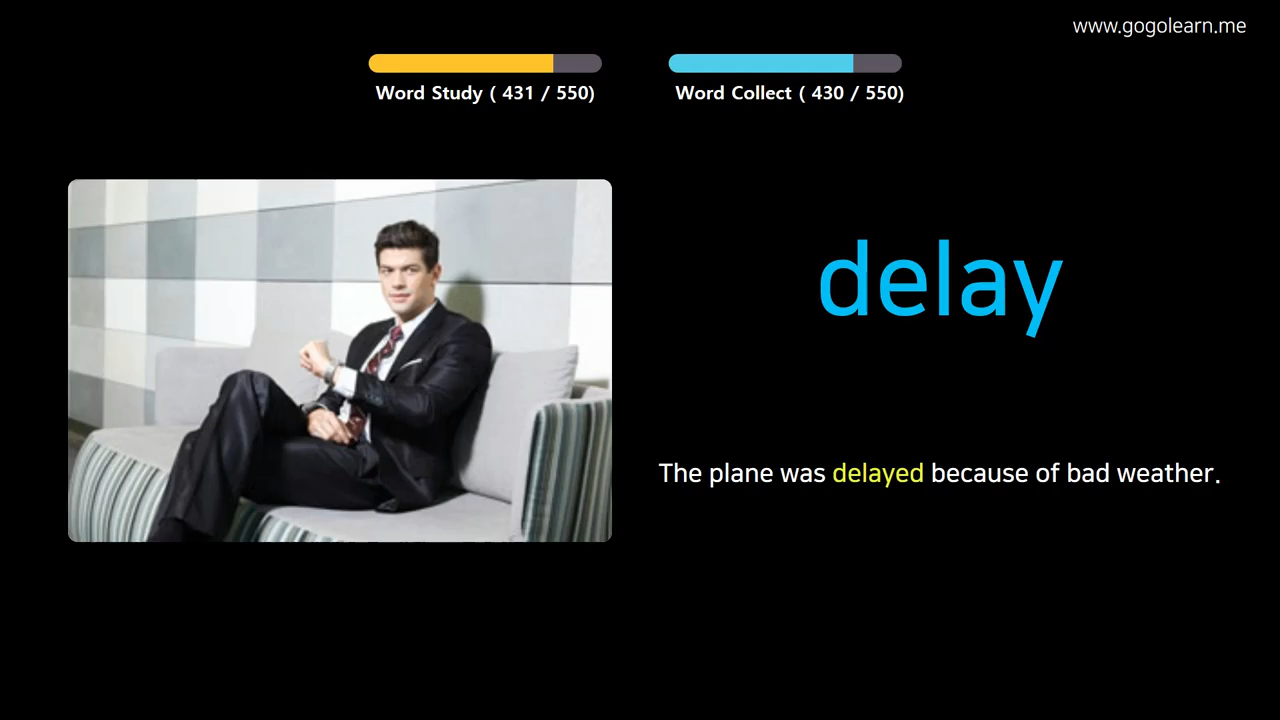 www.gogolearn.me
Word Study ( 431 / 550)
Word Collect ( 430 / 550)
delay
The plane was delayed because of bad weather.